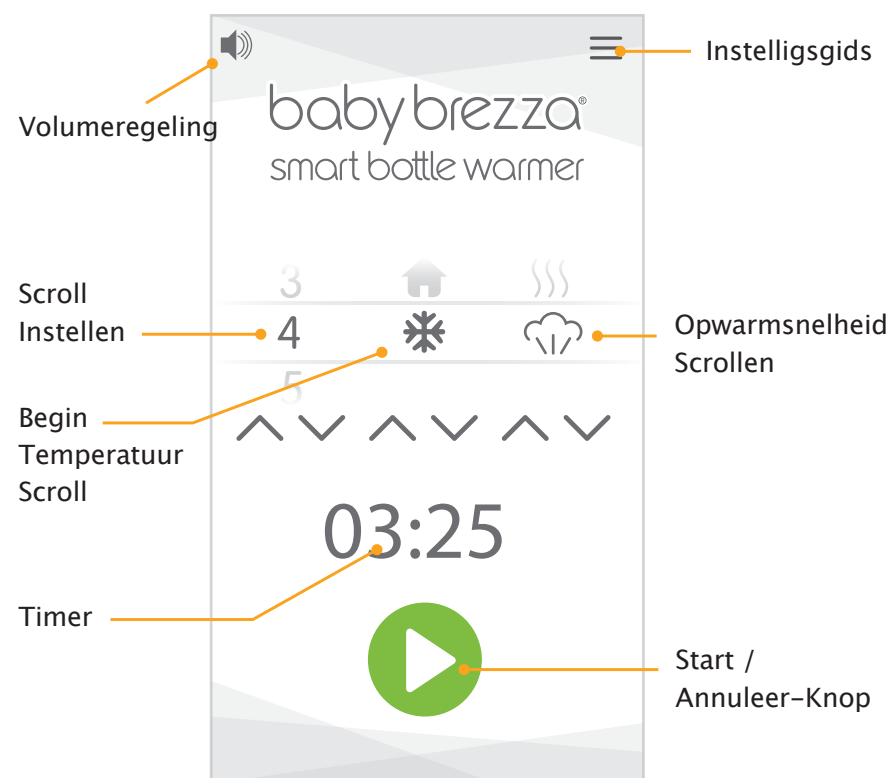 Instelligsgids
Volumeregeling
baby brezza®
smart bottle warmer
3
Scroll
Instellen
4
Opwarmsnelheid
Scrollen
5
Begin
Temperatuur
Scroll
03:25
Timer
Start /
Annuleer-Knop